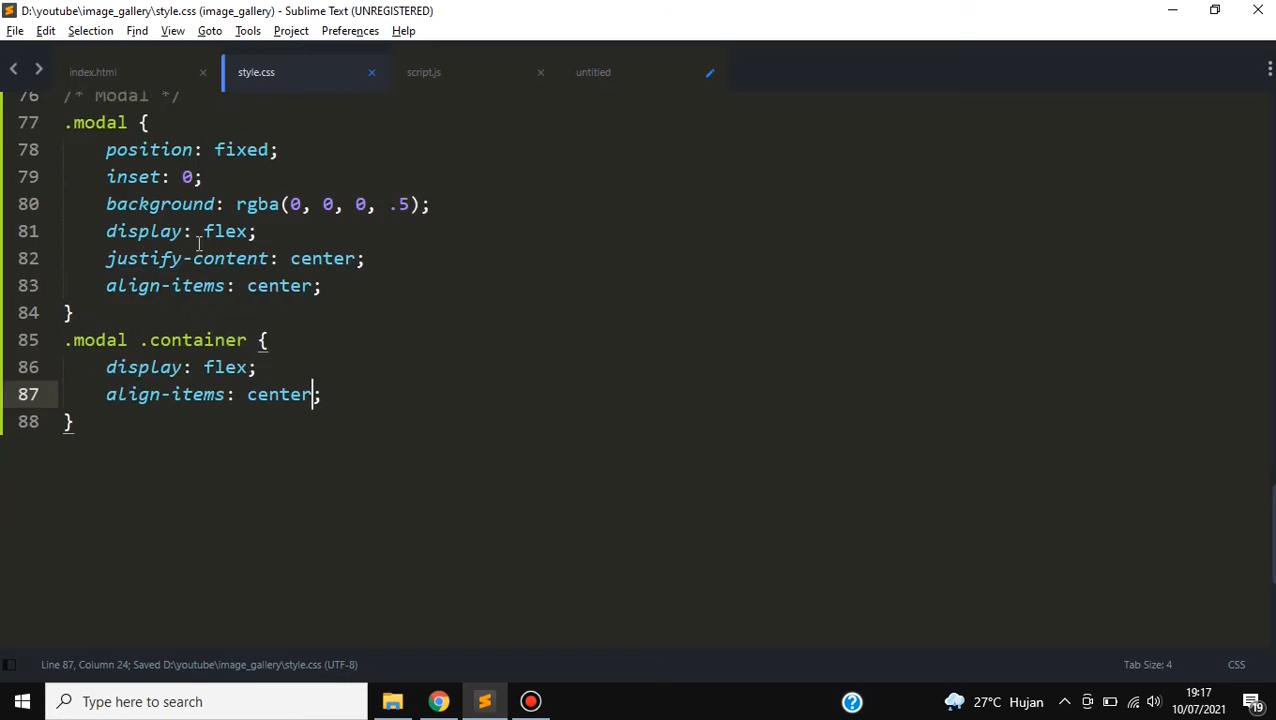 D:\youtube\image_gallery\style.css (image_gallery) - Sublime Text (UNREGISTERED)
File Edit Selection Find View Goto Tools Project Preferences Help
index.html style.css script.js untitled
76 /* Modal */
77 .modal {
78 position: fixed;
79 inset: 0;
80 background: rgba(0, 0, 0, .5);
81 display: flex;
82 justify-content: center;
83 align-items: center;
84 }
85 .modal .container {
86 display: flex;
87 align-items: center;
88 }
Line 87, Column 24; Saved D:\youtube\image_gallery\style.css (UTF-8) Tab Size: 4 CSS
Type here to search 27°C Hujan 19:17
10/07/2021 19